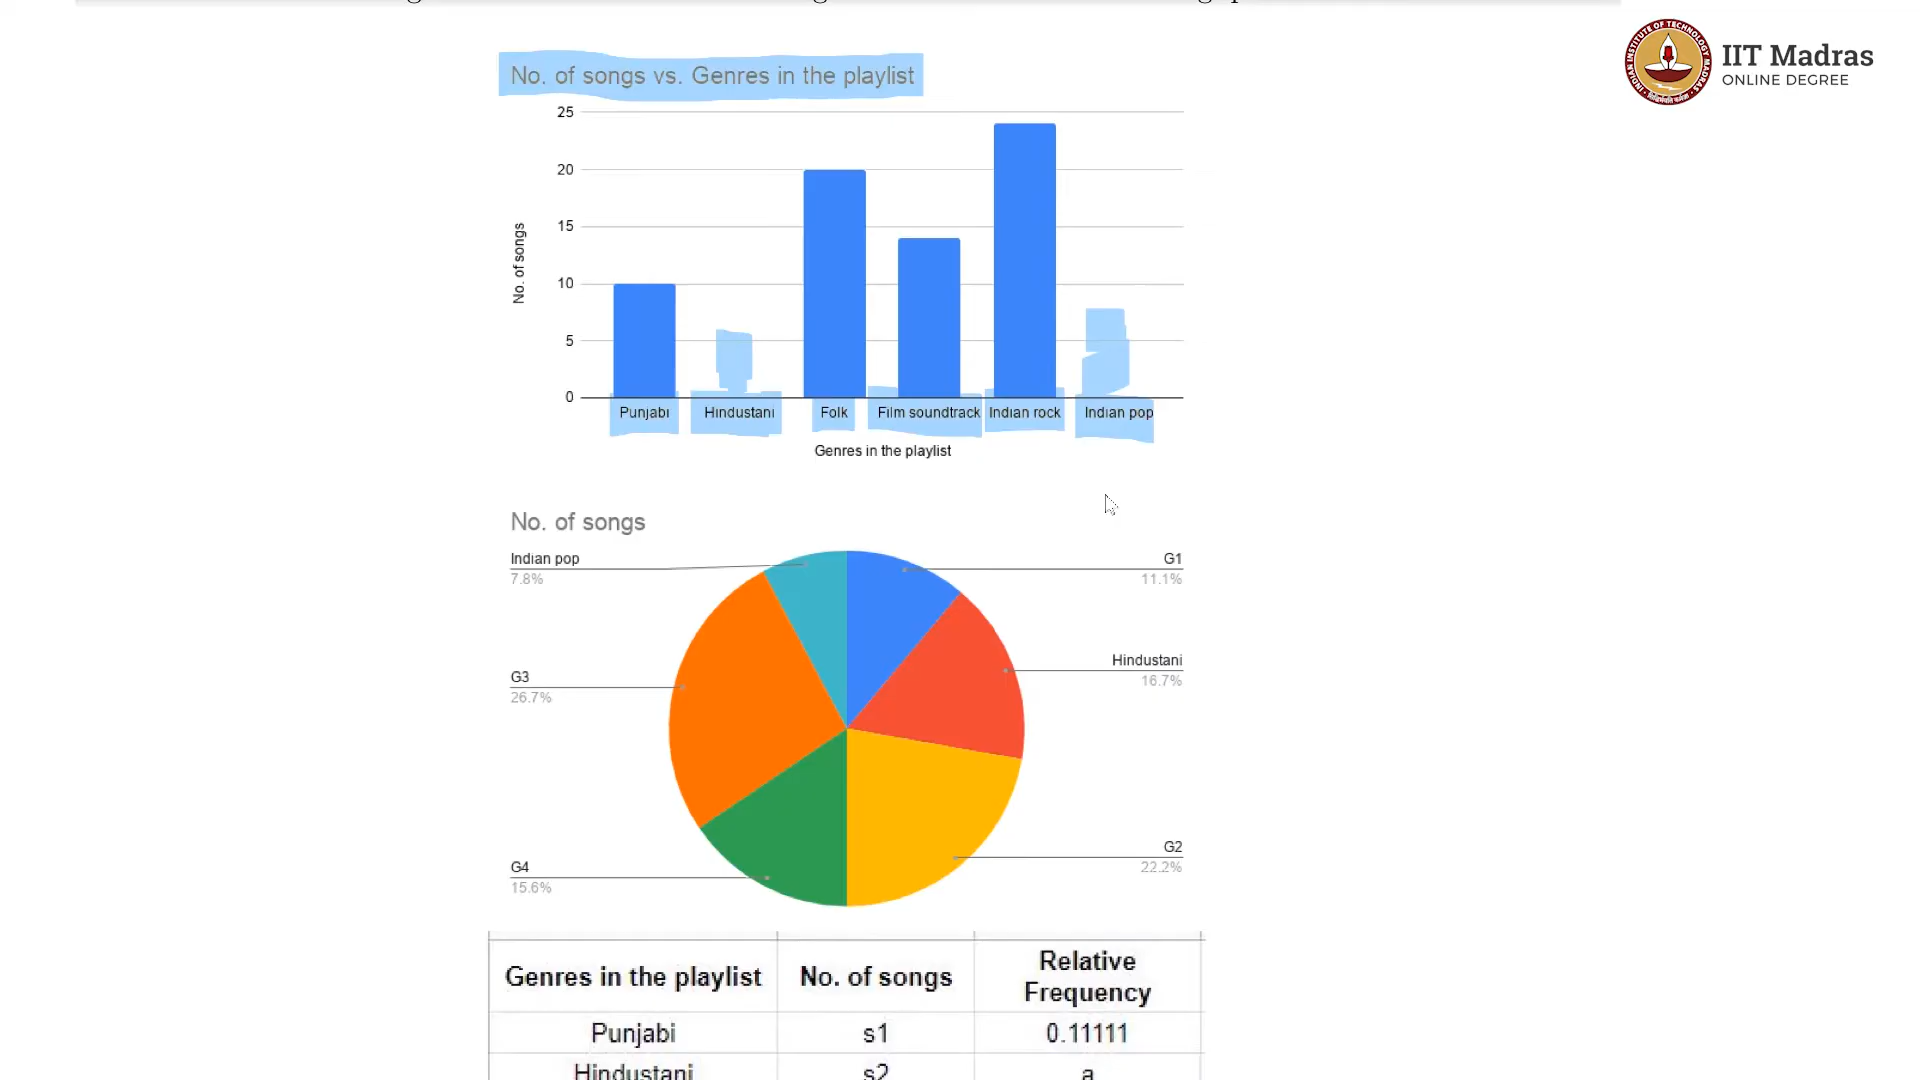 IIT Madras
ONLINE DEGREE
No. of songs vs. Genres in the playlist
25
20
15
10
5
0
No. of songs
Punjabi Hindustani Folk Film soundtrack Indian rock Indian pop
Genres in the playlist
No. of songs
Indian pop
7.8%
G1
11.1%
Hindustani
16.7%
G3
26.7%
G2
22.2%
G4
15.6%
Genres in the playlist No. of songs Relative Frequency
Punjabi s1 0.11111
Hindustani s2 a